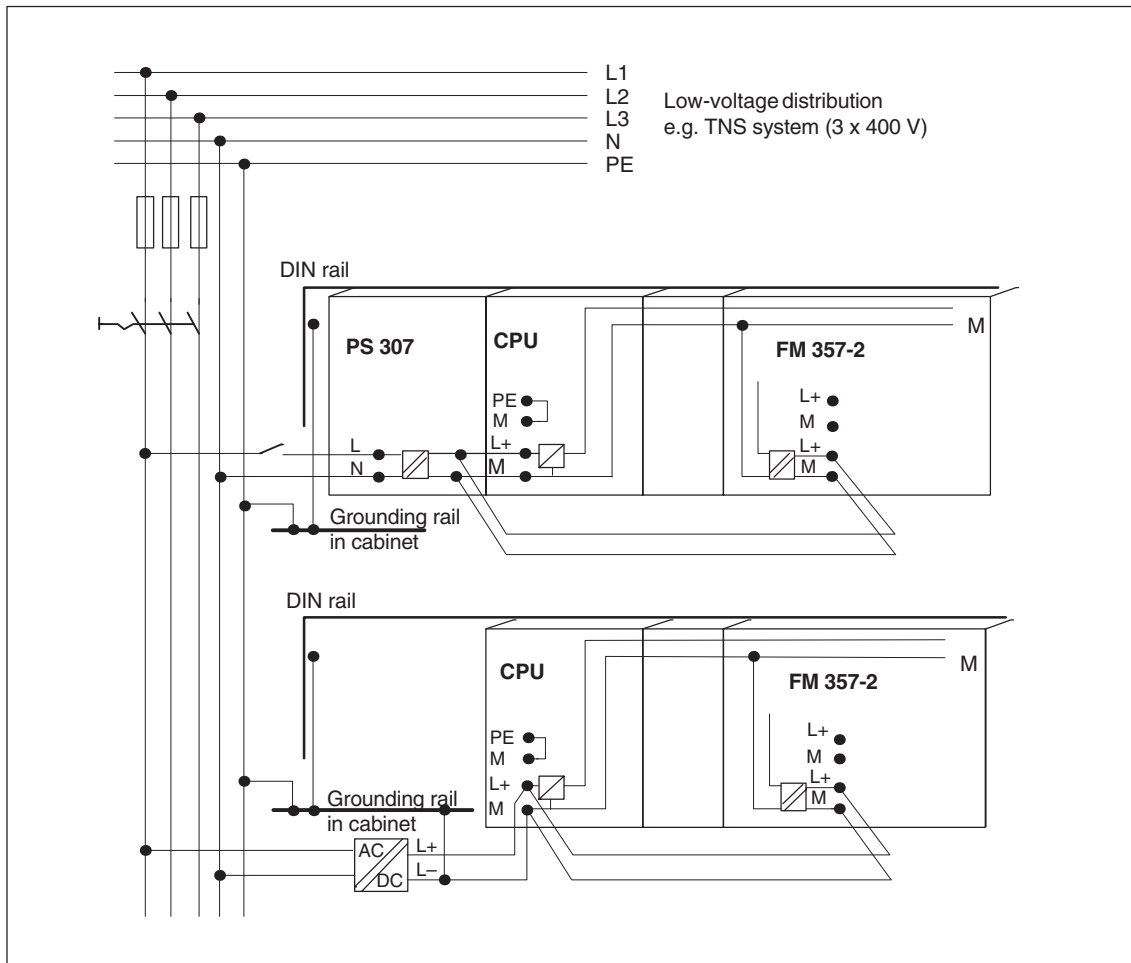 L1
L2
L3
N
PE
Low-voltage distribution
e.g. TNS system (3 x 400 V)
DIN rail
PS 307
CPU
FM 357-2
M
PE
M
L+
M
L
N
L+
M
L+
M
Grounding rail
in cabinet
DIN rail
CPU
FM 357-2
M
PE
M
L+
M
L+
M
L+
M
Grounding rail
in cabinet
AC
DC
L+
L–